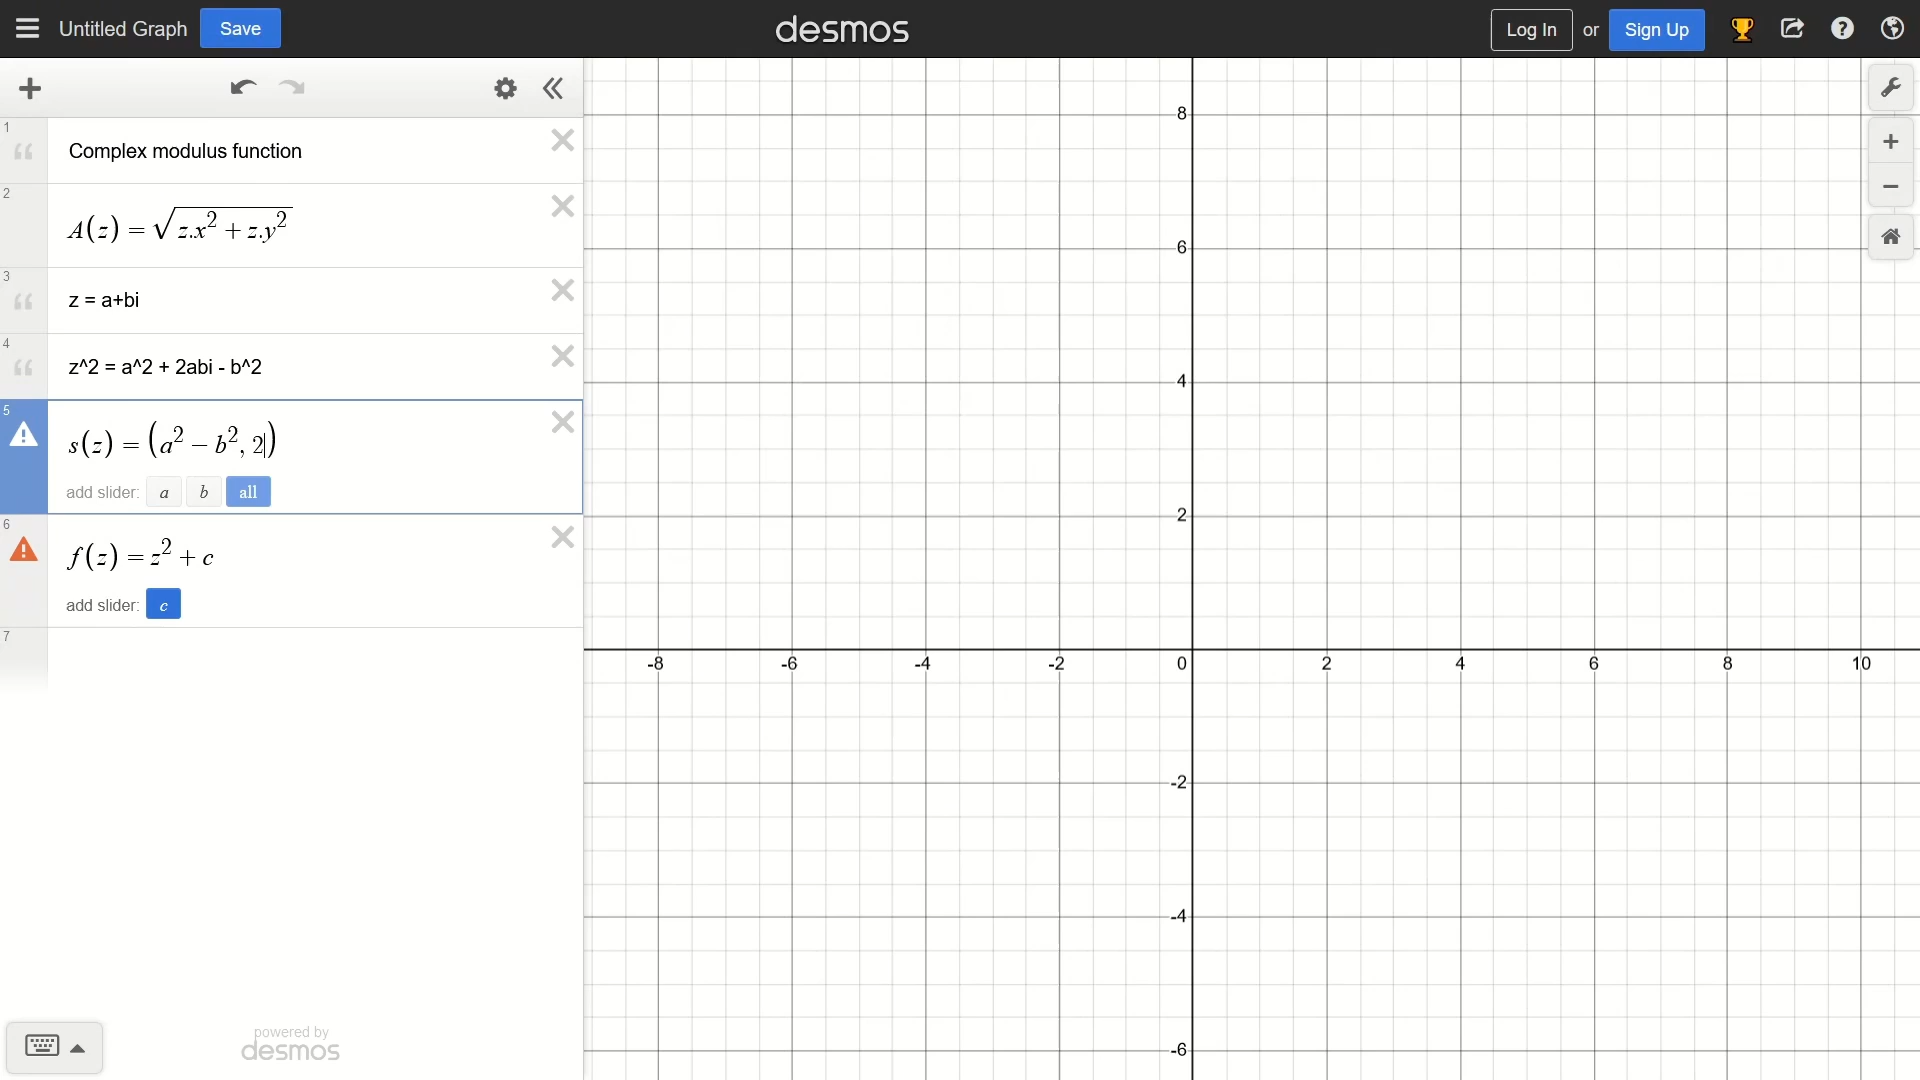 Untitled Graph
Save
desmos
Log In
or
Sign Up
1
Complex modulus function
2
A(z) = √(z.x² + z.y²)
3
z = a+bi
4
z^2 = a^2 + 2abi - b^2
5
s(z) = (a² − b², 2)
add slider: a b all
6
f(z) = z² + c
add slider: c
7
powered by
desmos
8
6
4
2
-8 -6 -4 -2 0 2 4 6 8 10
-2
-4
-6